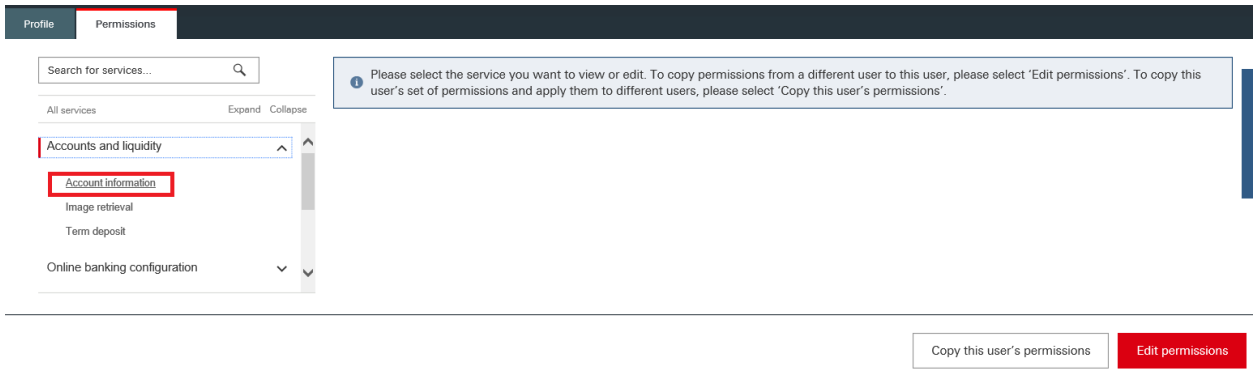 Profile
Permissions
Search for services...
Please select the service you want to view or edit. To copy permissions from a different user to this user, please select ‘Edit permissions’. To copy this
user’s set of permissions and apply them to different users, please select ‘Copy this user’s permissions’.
All services Expand Collapse
Accounts and liquidity
Account information
Image retrieval
Term deposit
Online banking configuration
Copy this user’s permissions
Edit permissions